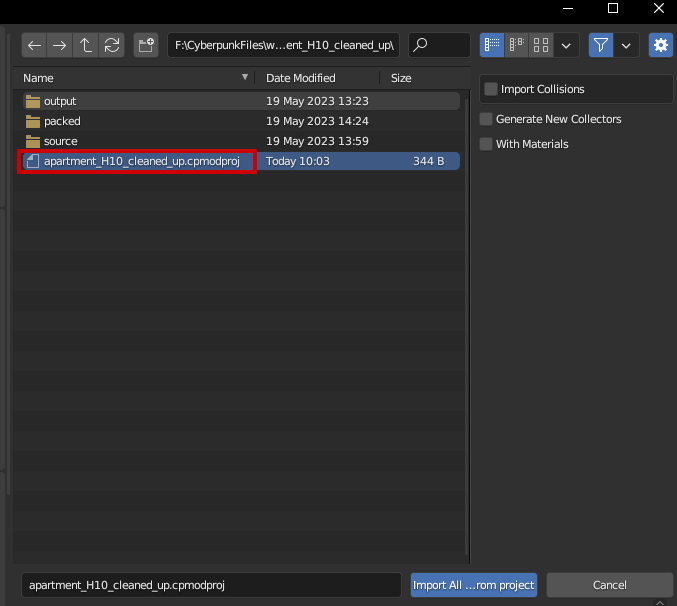 F:\CyberpunkFiles\w...ent_H10_cleaned_up\
Name Date Modified Size
output 19 May 2023 13:23
packed 19 May 2023 14:24
source 19 May 2023 13:59
apartment_H10_cleaned_up.cpmodproj Today 10:03 344 B
Import Collisions
Generate New Collectors
With Materials
apartment_H10_cleaned_up.cpmodproj
Import All ...rom project Cancel